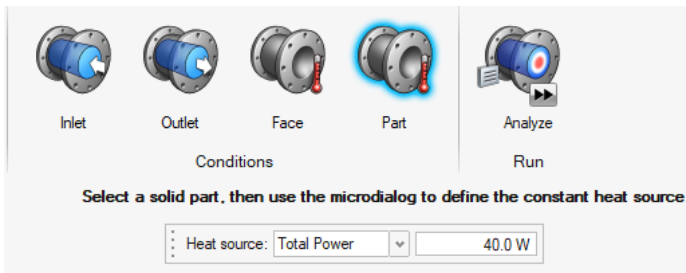 Inlet Outlet Face Part Analyze
Conditions Run
Select a solid part, then use the microdialog to define the constant heat source
Heat source: Total Power 40.0 W